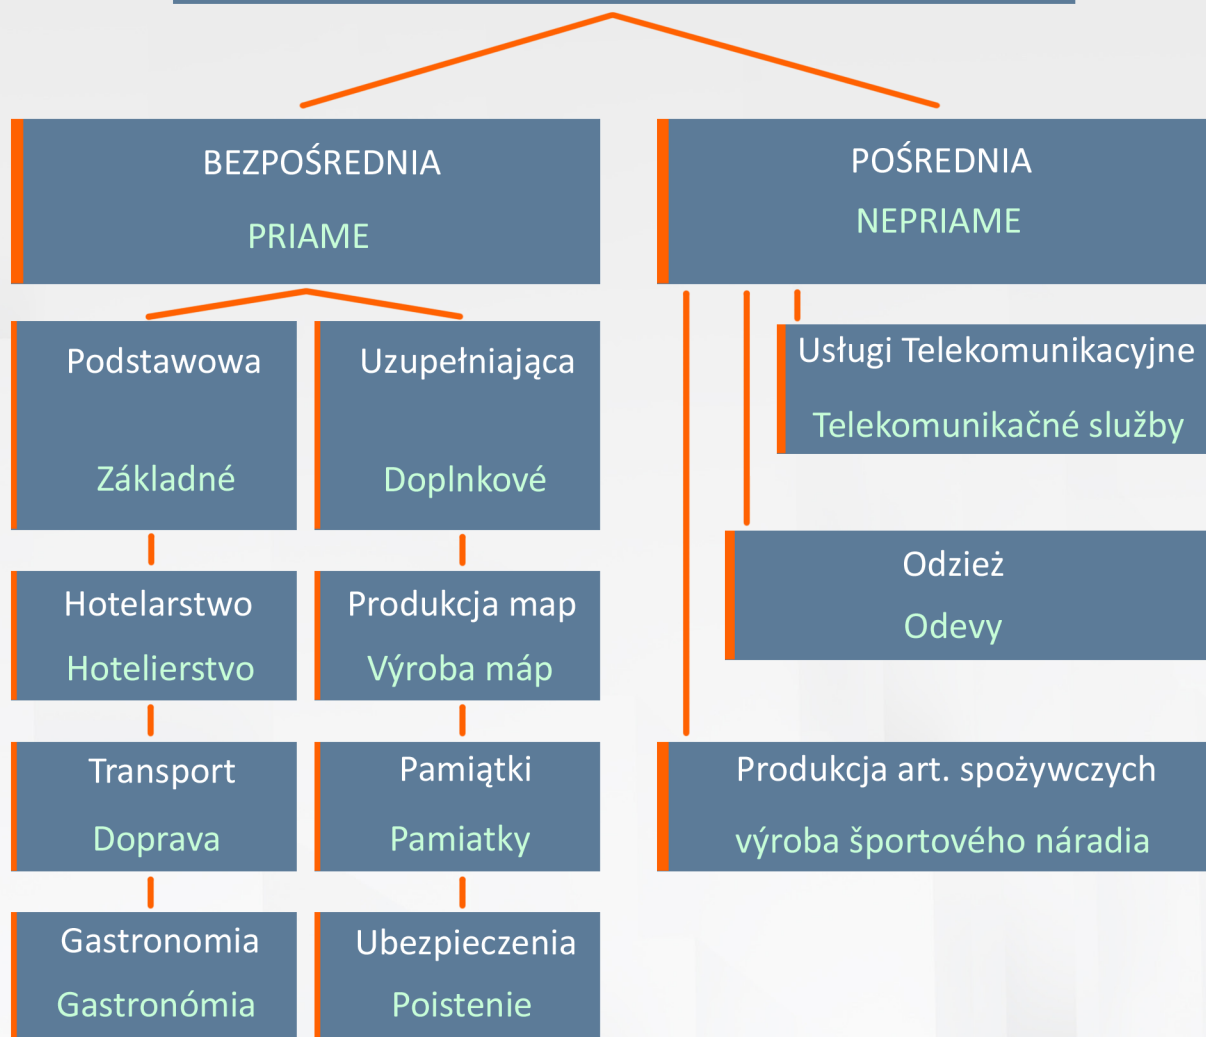 BEZPOŚREDNIA
PRIAME
POŚREDNIA
NEPRIAME
Podstawowa
Základné
Uzupełniająca
Doplnkové
Usługi Telekomunikacyjne
Telekomunikačné služby
Odzież
Odevy
Hotelarstwo
Hotelierstvo
Produkcja map
Výroba máp
Transport
Doprava
Pamiątki
Pamiatky
Produkcja art. spożywczych
výroba športového náradia
Gastronomia
Gastronómia
Ubezpieczenia
Poistenie